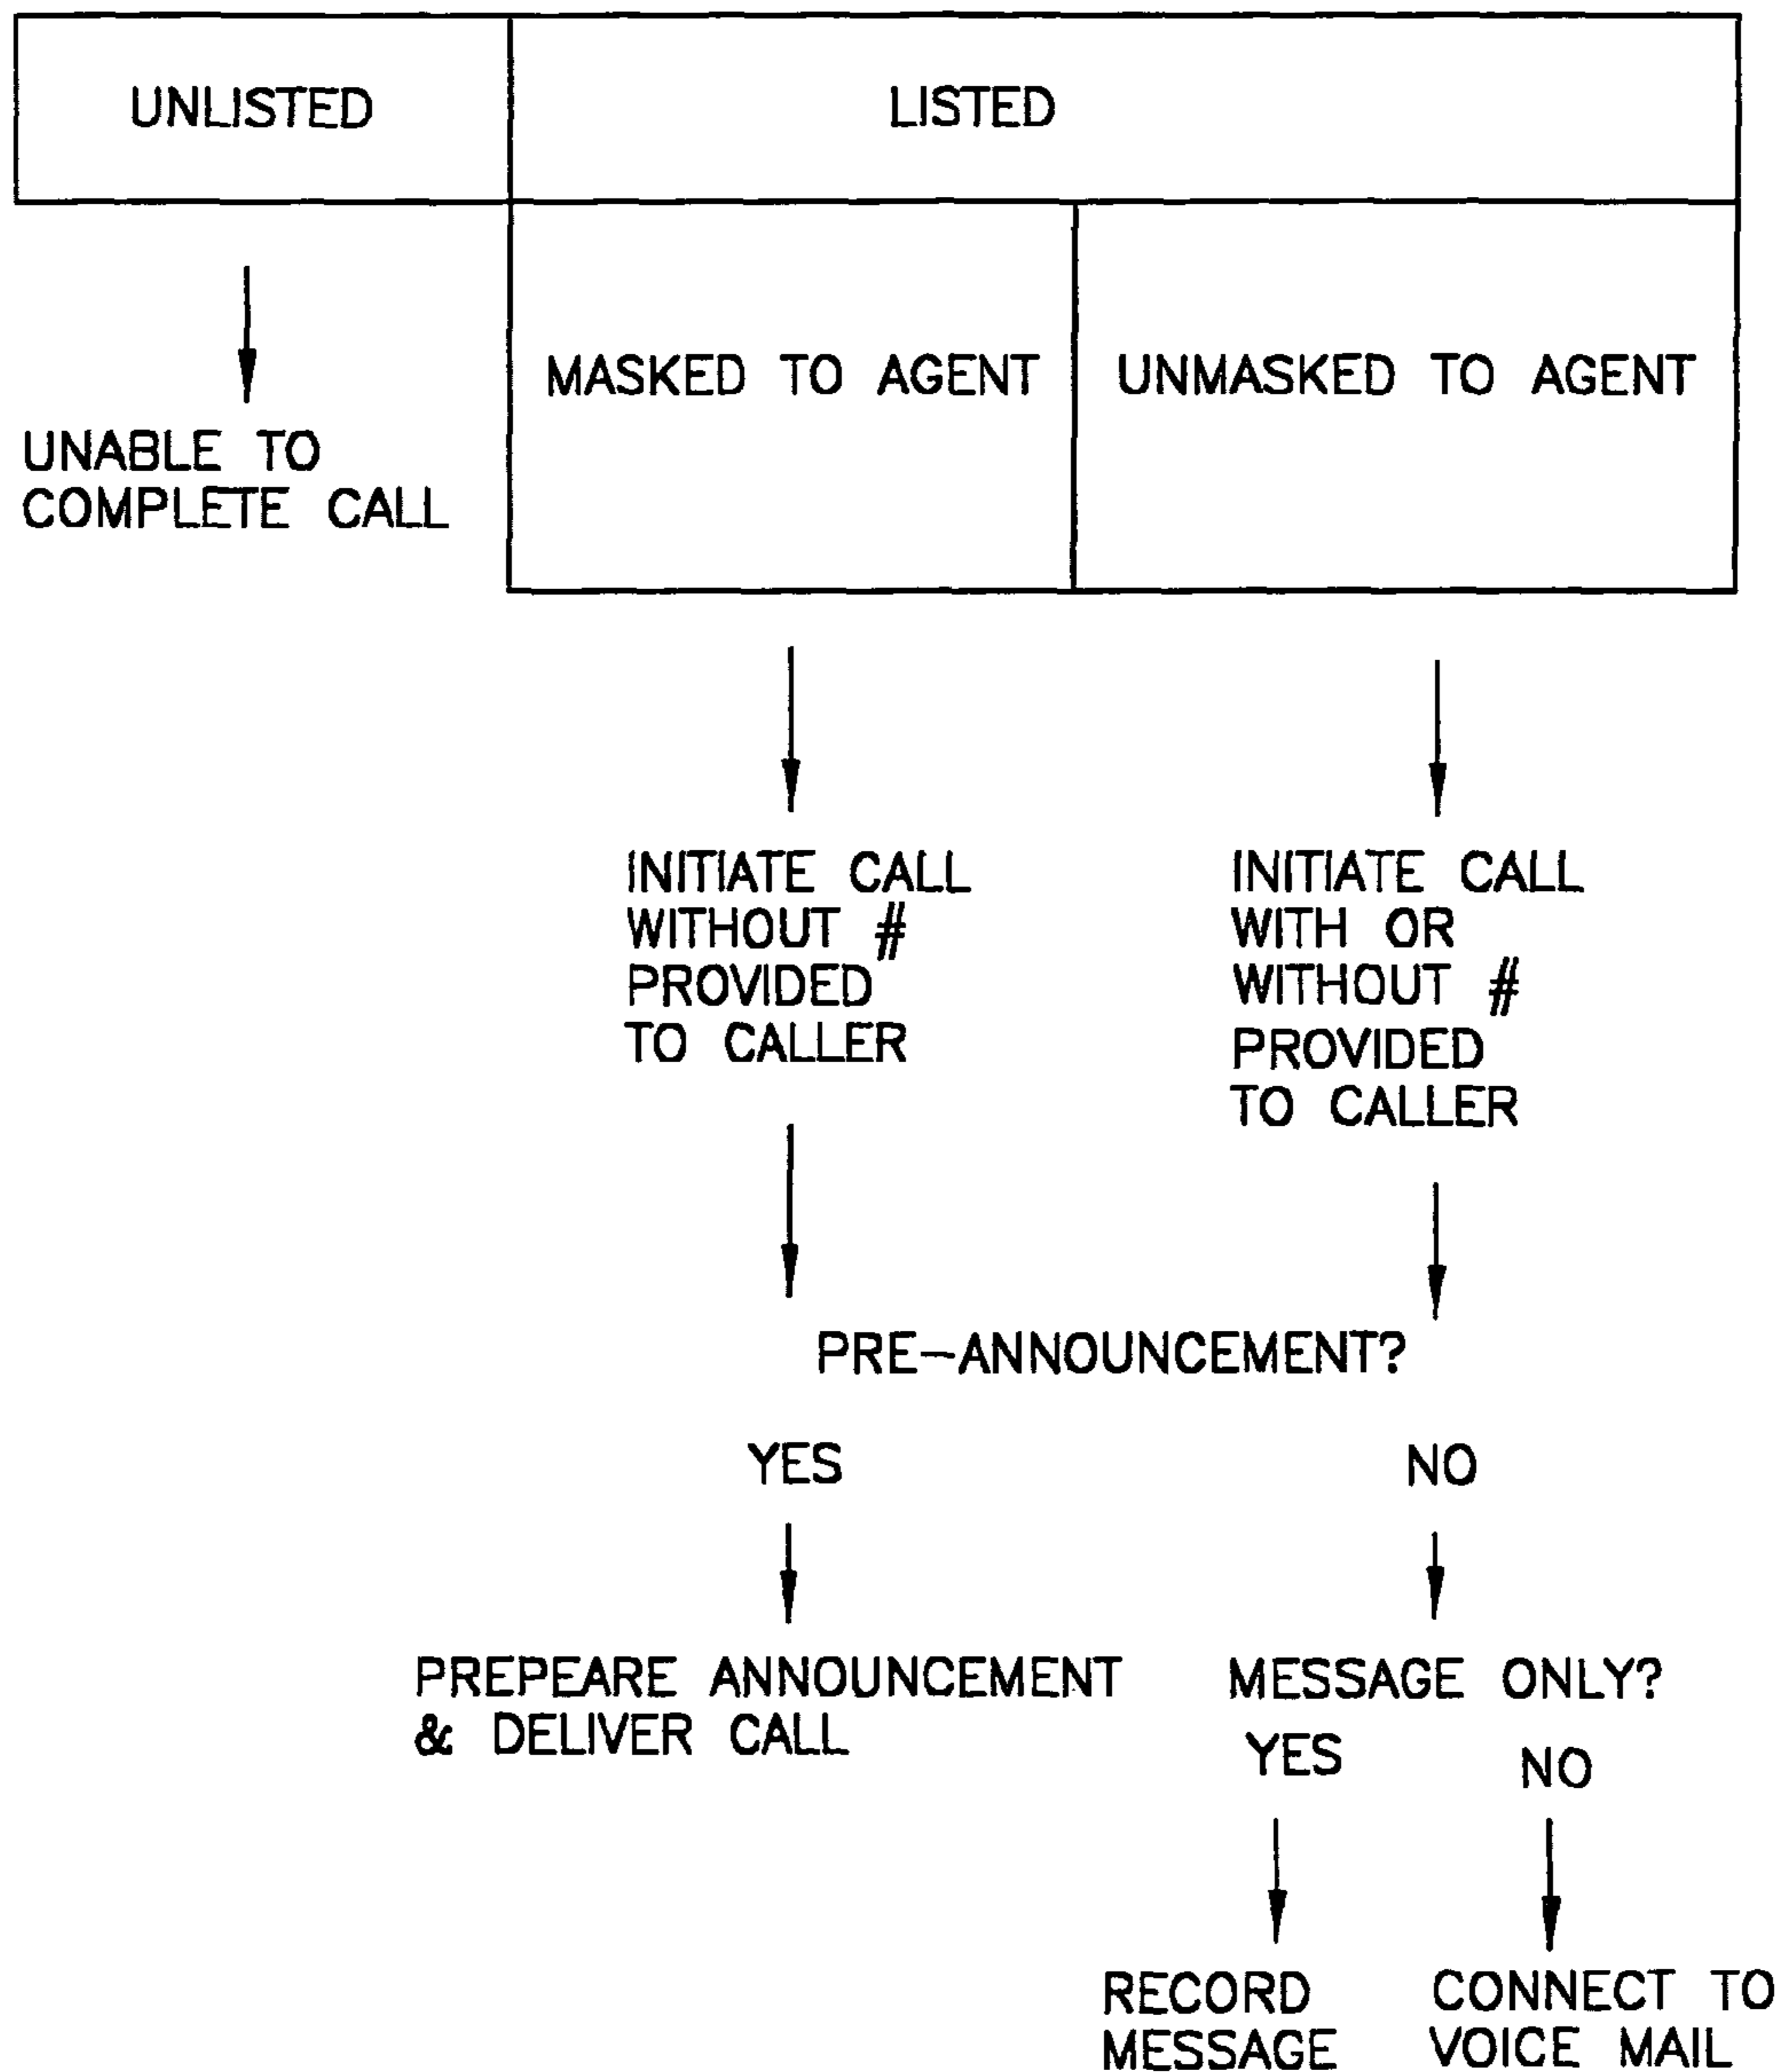 UNLISTED
LISTED
MASKED TO AGENT
UNMASKED TO AGENT
UNABLE TO
COMPLETE CALL
INITIATE CALL
WITHOUT #
PROVIDED
TO CALLER
INITIATE CALL
WITH OR
WITHOUT #
PROVIDED
TO CALLER
PRE-ANNOUNCEMENT?
YES
NO
PREPEARE ANNOUNCEMENT
& DELIVER CALL
MESSAGE ONLY?
YES
NO
RECORD
MESSAGE
CONNECT TO
VOICE MAIL